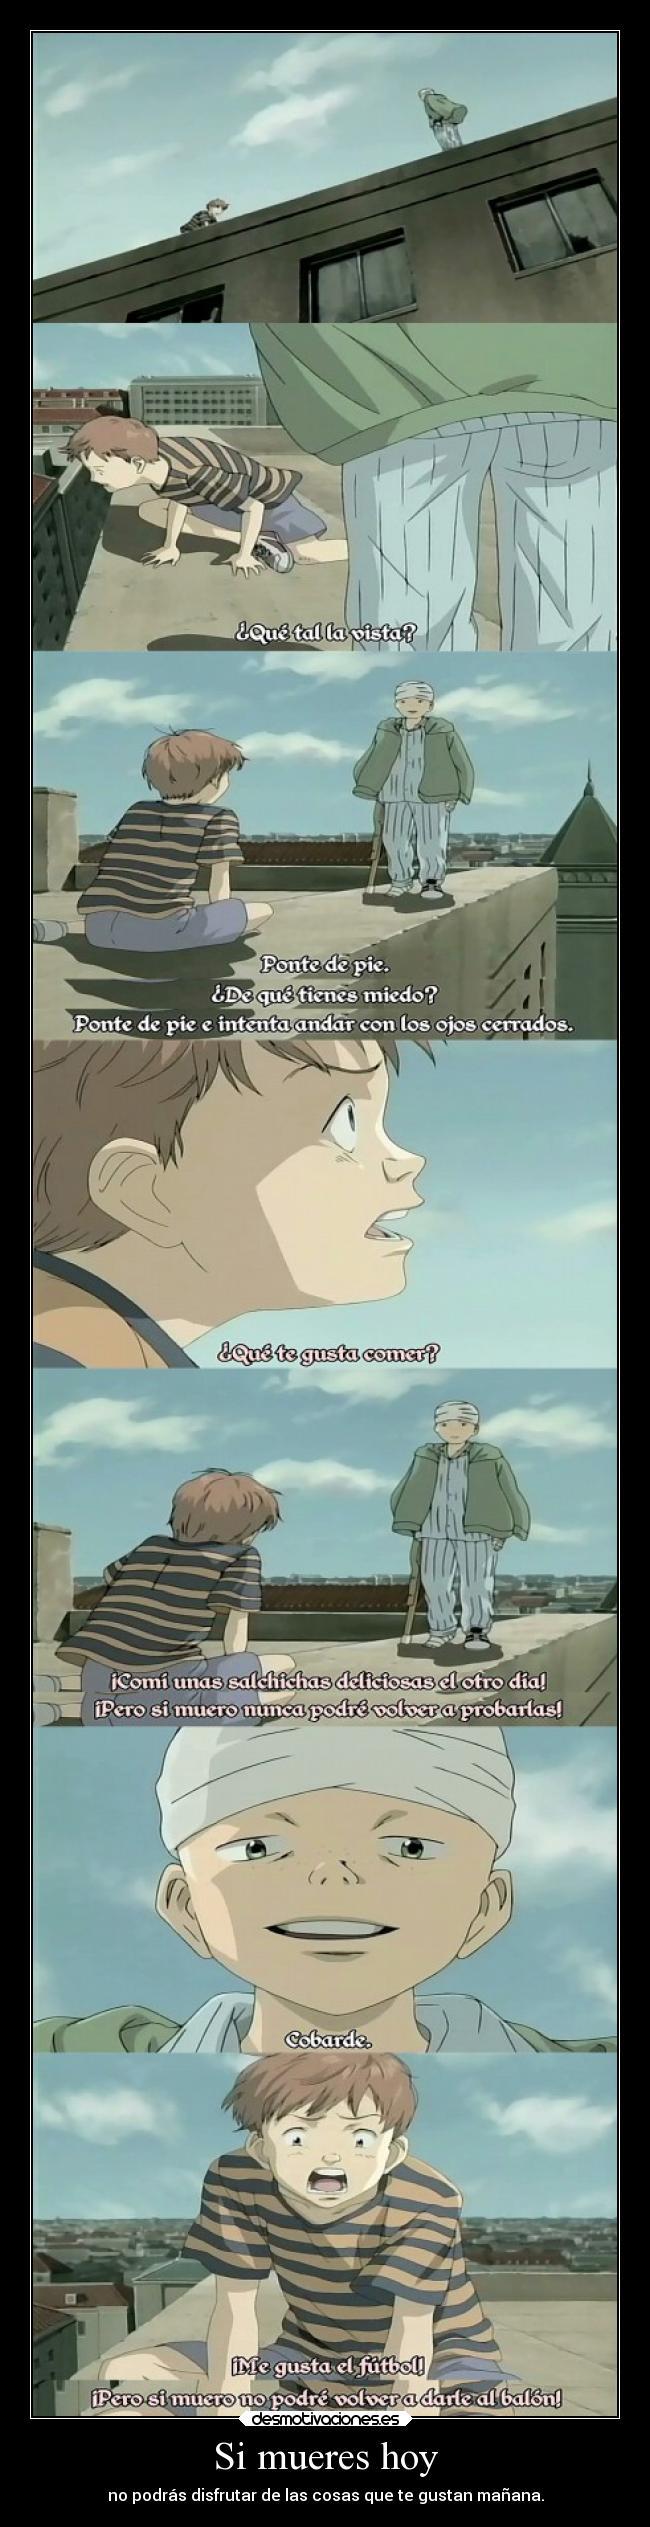 ¿Qué tal la vista?
Ponte de pie.
¿De qué tienes miedo?
Ponte de pie e intenta andar con los ojos cerrados.
¿Qué te gusta comer?
¡Comí unas salchichas deliciosas el otro día!
¡Pero si muero nunca podré volver a probarlas!
Cobarde.
¡Me gusta el fútbol!
¡Pero si muero no podré volver a darle al balón!
desmotivaciones.es
Si mueres hoy
no podrás disfrutar de las cosas que te gustan mañana.